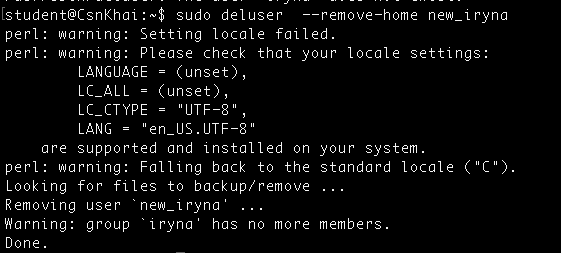 [student@CsnKhai:~$ sudo deluser  --remove-home new_iryna
perl: warning: Setting locale failed.
perl: warning: Please check that your locale settings:
        LANGUAGE = (unset),
        LC_ALL = (unset),
        LC_CTYPE = "UTF-8",
        LANG = "en_US.UTF-8"
    are supported and installed on your system.
perl: warning: Falling back to the standard locale ("C").
Looking for files to backup/remove ...
Removing user `new_iryna' ...
Warning: group `iryna' has no more members.
Done.